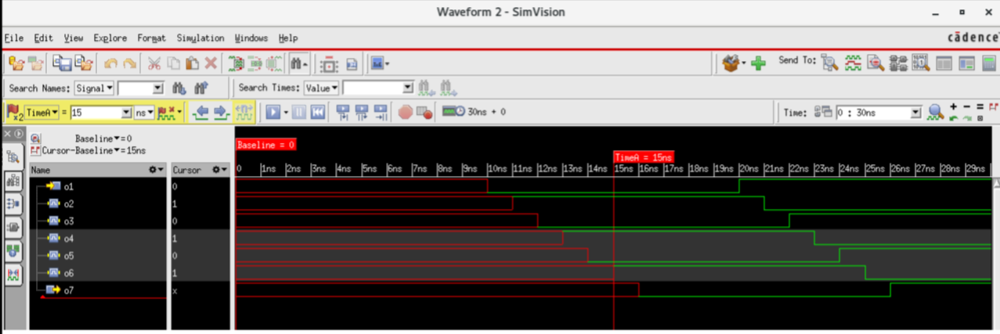 Waveform 2 - SimVision
File Edit View Explore Format Simulation Windows Help
cādence
Send To:
Search Names: Signal
Search Times: Value
x2 TimeA = 15 ns
30ns + 0
Time: 0 : 30ns
Baseline = 0
Cursor-Baseline = 15ns
Name Cursor
Baseline = 0
TimeA = 15ns
0 1ns 2ns 3ns 4ns 5ns 6ns 7ns 8ns 9ns 10ns 11ns 12ns 13ns 14ns 15ns 16ns 17ns 18ns 19ns 20ns 21ns 22ns 23ns 24ns 25ns 26ns 27ns 28ns 29ns
o1 0
o2 1
o3 0
o4 1
o5 0
o6 1
o7 x